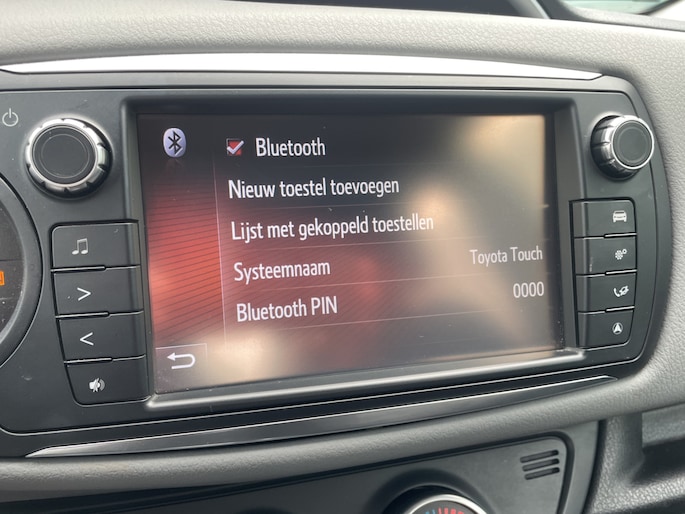 Bluetooth
Nieuw toestel toevoegen
Lijst met gekoppeld toestellen
Systeemnaam Toyota Touch
Bluetooth PIN 0000